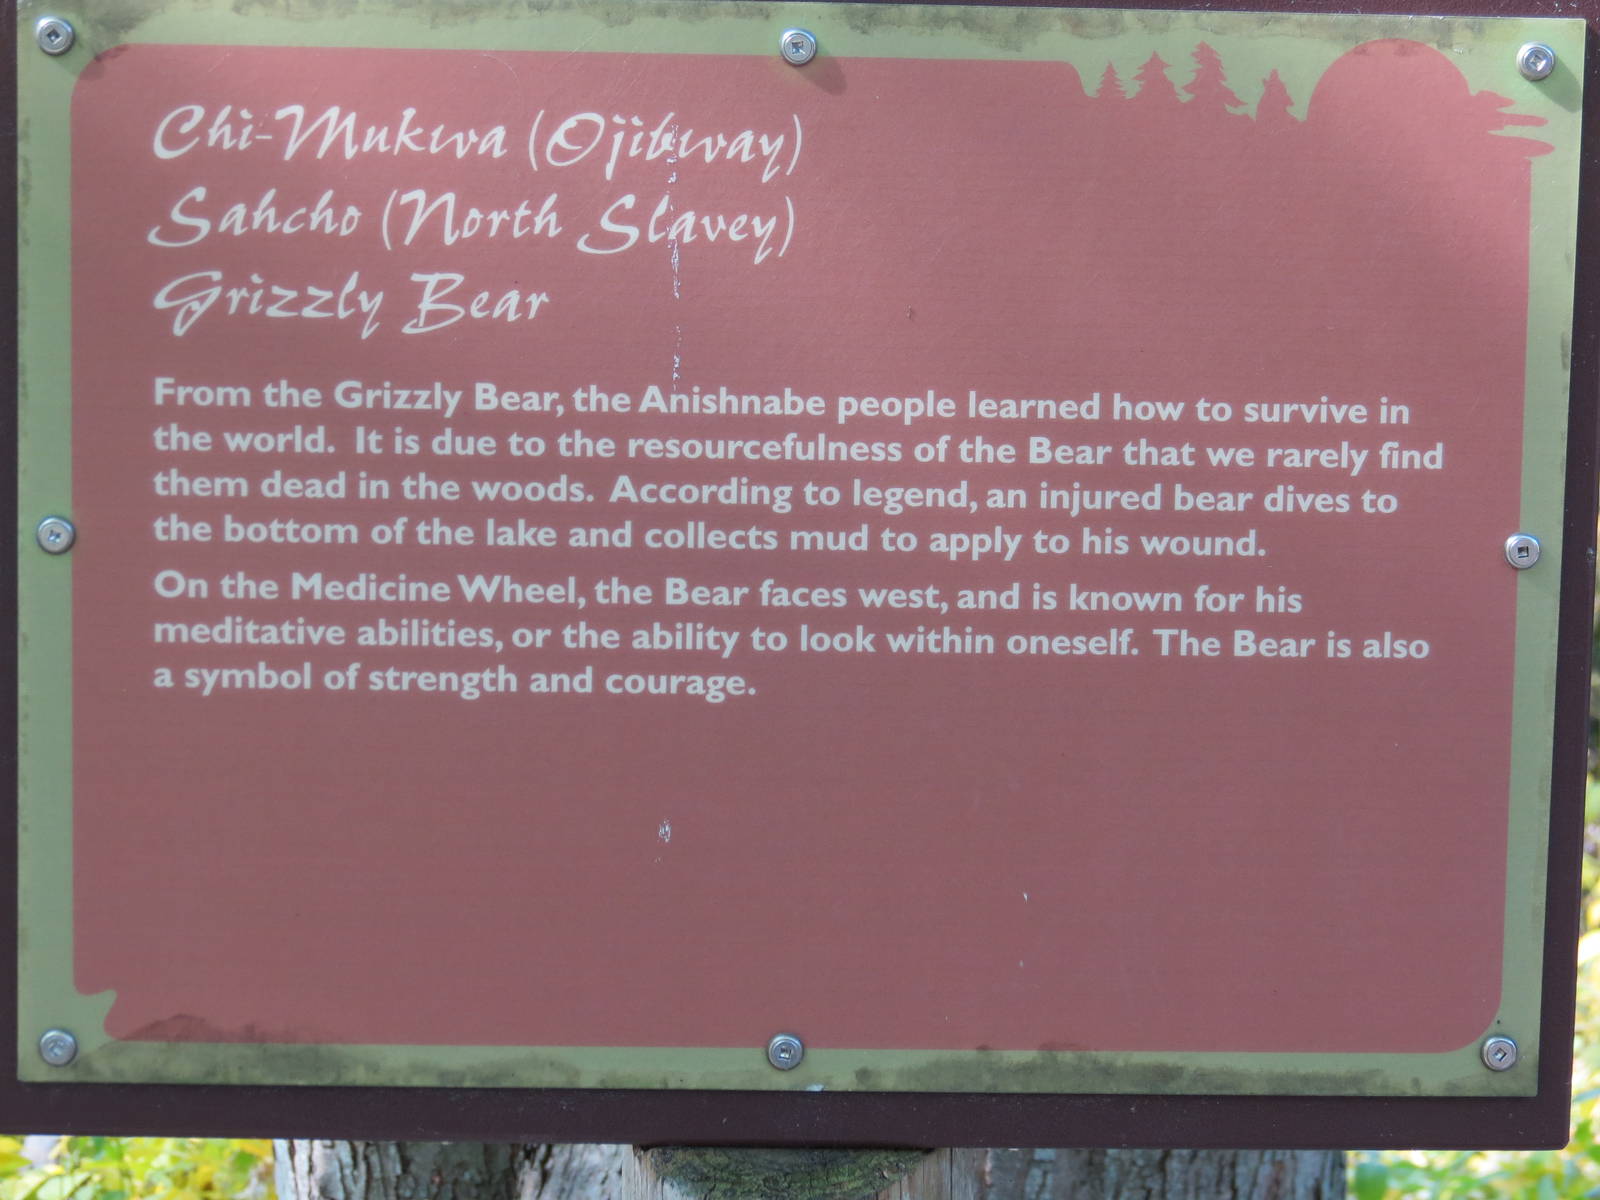 Chi-Mukwa (Ojibway)
Sahcho (North Slavey)
Grizzly Bear
From the Grizzly Bear, the Anishnabe people learned how to survive in
the world. It is due to the resourcefulness of the Bear that we rarely find
them dead in the woods. According to legend, an injured bear dives to
the bottom of the lake and collects mud to apply to his wound.
On the Medicine Wheel, the Bear faces west, and is known for his
meditative abilities, or the ability to look within oneself. The Bear is also
a symbol of strength and courage.